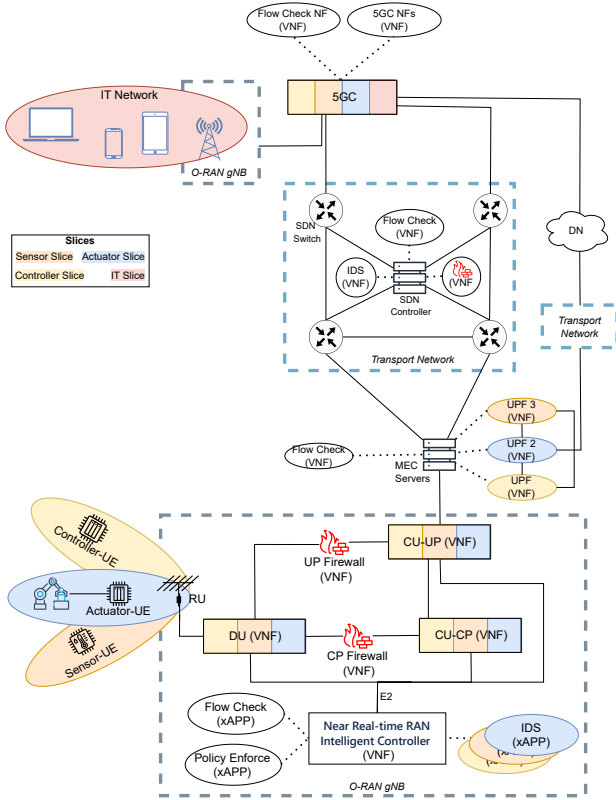 Flow Check NF
(VNF)
5GC NFs
(VNF)
5GC
IT Network
O-RAN gNB
SDN
Switch
Flow Check
(VNF)
IDS
(VNF)
(VNF
SDN
Controller
Transport Network
DN
Transport
Network
Slices
Sensor Slice
Actuator Slice
Controller Slice
IT Slice
UPF 3
(VNF)
UPF 2
(VNF)
UPF
(VNF)
Flow Check
(VNF)
MEC
Servers
Controller-UE
Actuator-UE
Sensor-UE
RU
UP Firewall
(VNF)
CU-UP (VNF)
DU (VNF)
CP Firewall
(VNF)
CU-CP (VNF)
E2
Flow Check
(xAPP)
Policy Enforce
(xAPP)
Near Real-time RAN
Intelligent Controller
(VNF)
IDS
(xAPP)
O-RAN gNB